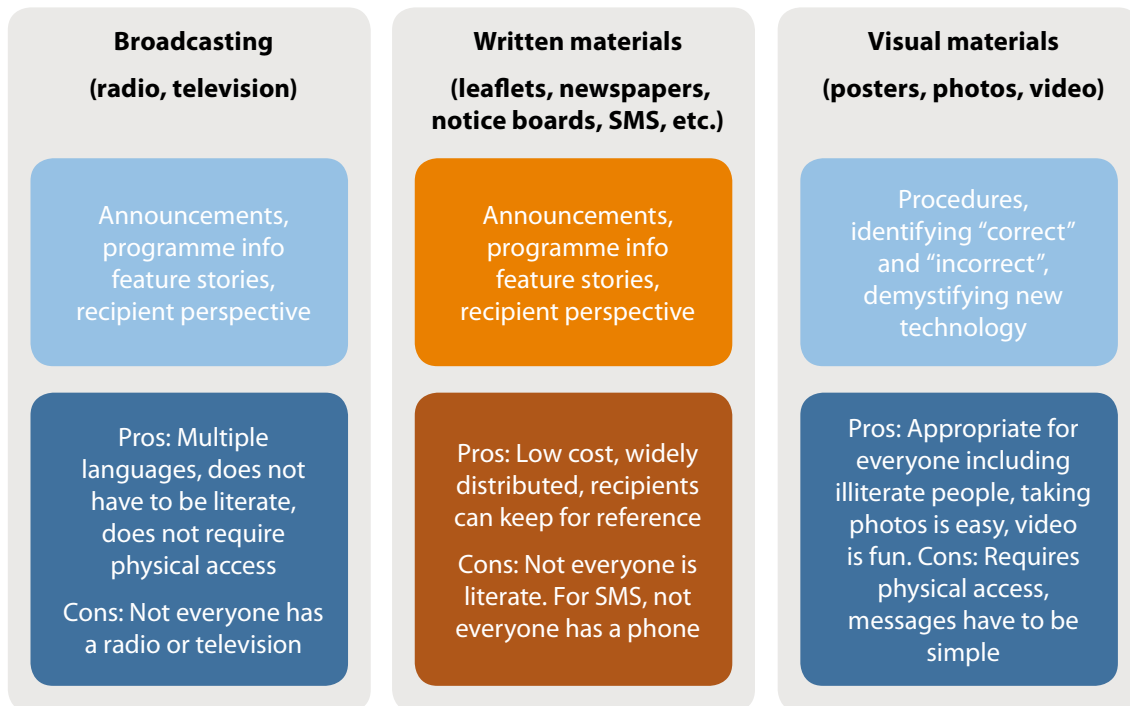 Broadcasting
(radio, television)
Announcements,
programme info
feature stories,
recipient perspective
Pros: Multiple
languages, does not
have to be literate,
does not require
physical access
Cons: Not everyone has
a radio or television
Written materials
(leaflets, newspapers,
notice boards, SMS, etc.)
Announcements,
programme info
feature stories,
recipient perspective
Pros: Low cost, widely
distributed, recipients
can keep for reference
Cons: Not everyone is
literate. For SMS, not
everyone has a phone
Visual materials
(posters, photos, video)
Procedures,
identifying “correct”
and “incorrect”,
demystifying new
technology
Pros: Appropriate for
everyone including
illiterate people, taking
photos is easy, video
is fun. Cons: Requires
physical access,
messages have to be
simple